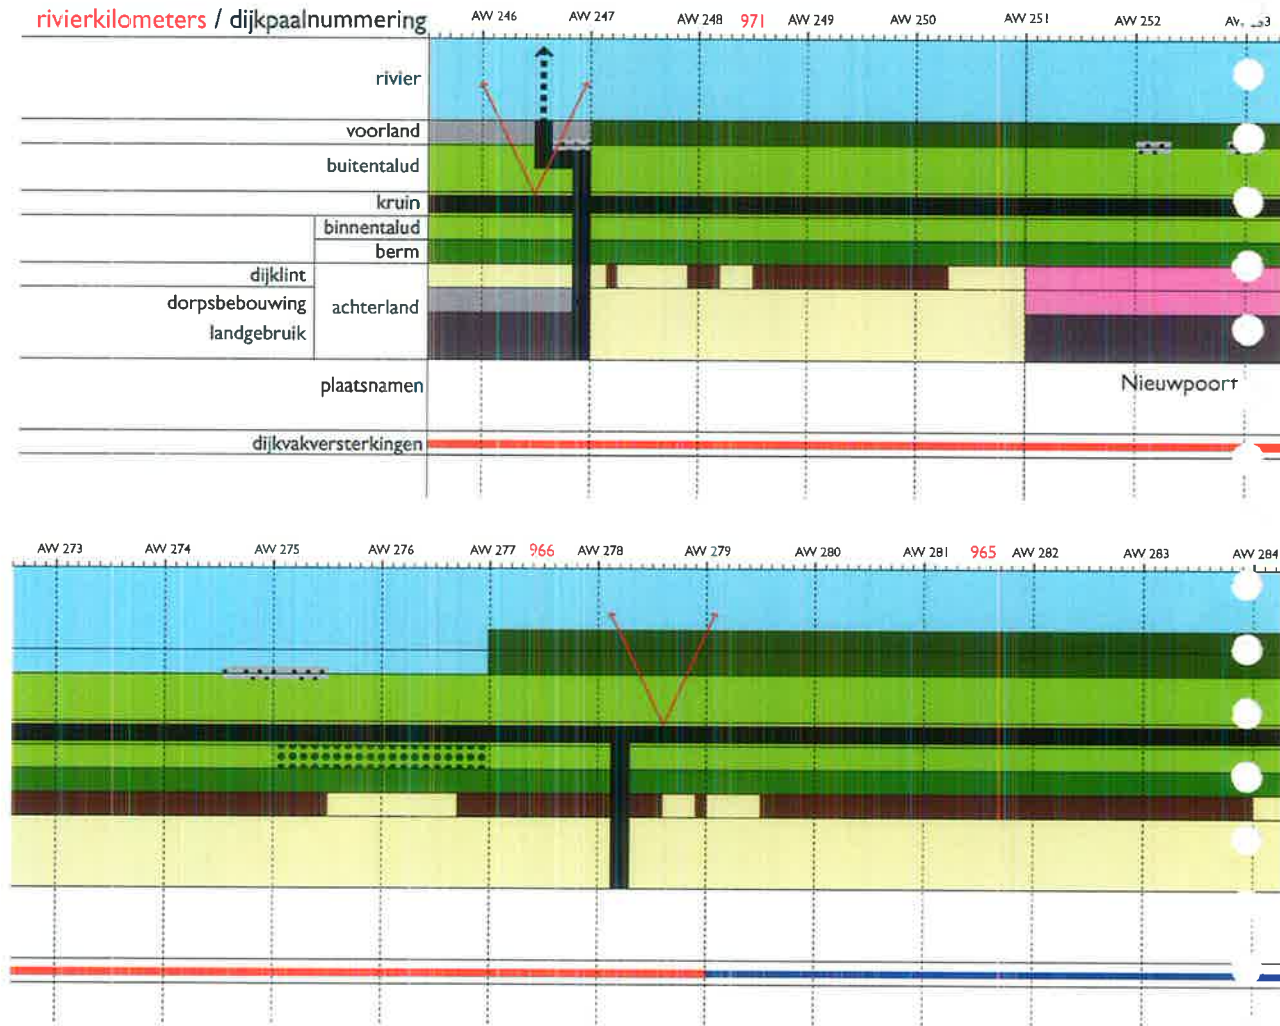 rivierkilometers / dijkpaalnummering AW 246 AW 247 AW 248 971 AW 249 AW 250 AW 251 AW 252
rivier
voorland
buitentalud
kruin
binnentalud
berm
dijklint
dorpsbebouwing achterland
landgebruik
plaatsnamen Nieuwpoort
dijkvakversterkingen
AW 273 AW 274 AW 275 AW 276 AW 277 966 AW 278 AW 279 AW 280 AW 281 965 AW 282 AW 283 AW 284